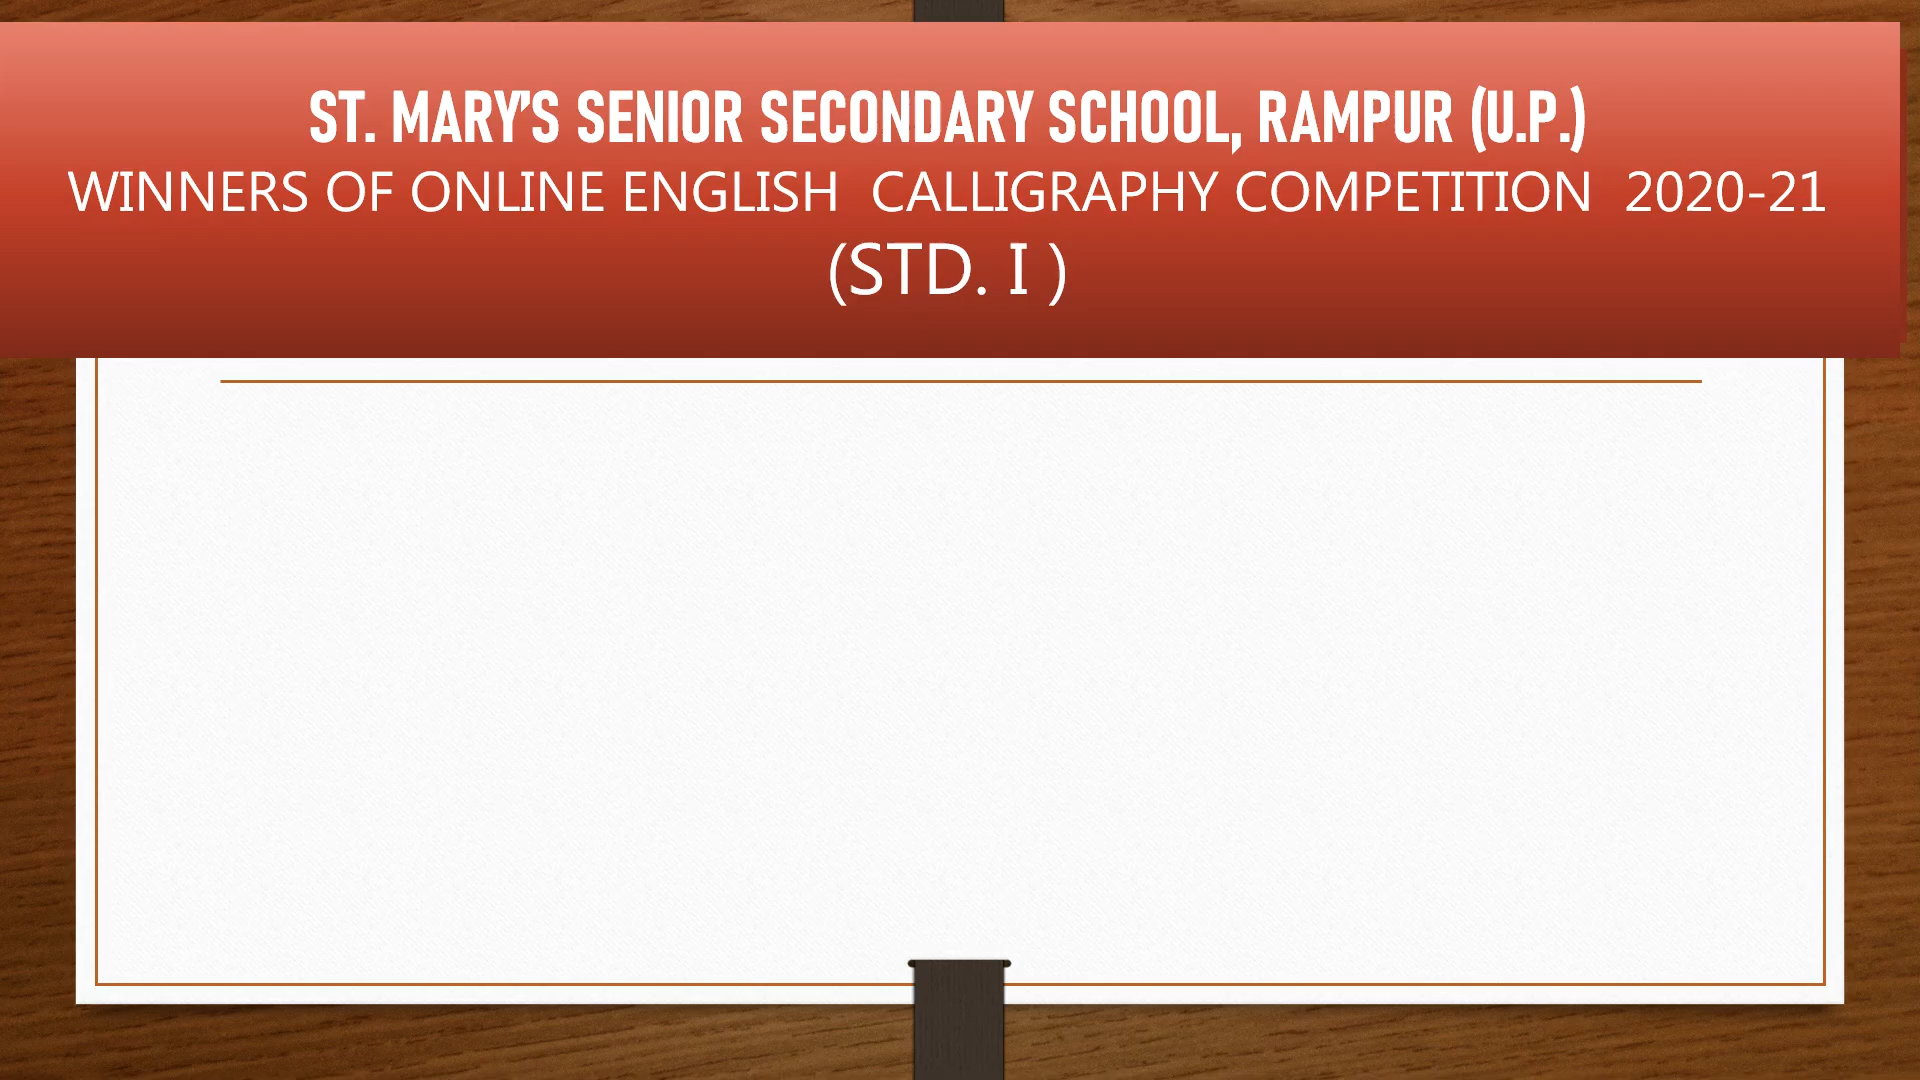 ST. MARY'S SENIOR SECONDARY SCHOOL, RAMPUR (U.P.)
WINNERS OF ONLINE ENGLISH  CALLIGRAPHY COMPETITION  2020-21
(STD. I )